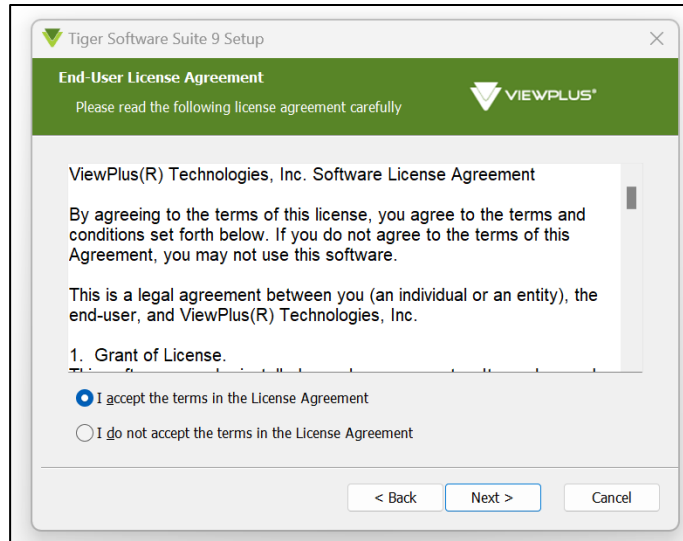 Tiger Software Suite 9 Setup
End-User License Agreement
Please read the following license agreement carefully
VIEWPLUS®
ViewPlus(R) Technologies, Inc. Software License Agreement
By agreeing to the terms of this license, you agree to the terms and
conditions set forth below. If you do not agree to the terms of this
Agreement, you may not use this software.
This is a legal agreement between you (an individual or an entity), the
end-user, and ViewPlus(R) Technologies, Inc.
1. Grant of License.
I accept the terms in the License Agreement
I do not accept the terms in the License Agreement
< Back
Next >
Cancel